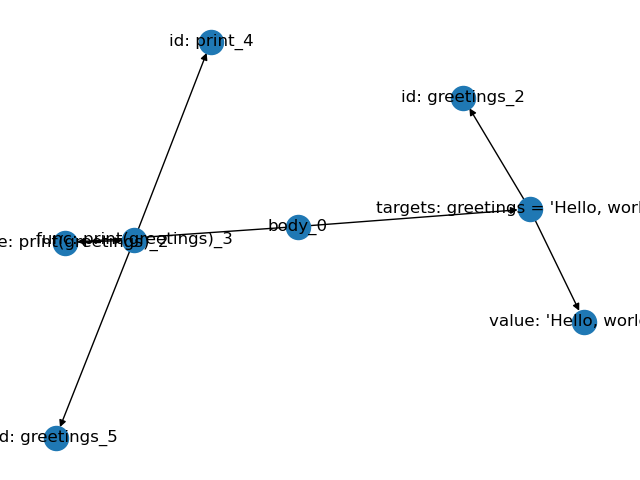 id: print_4
id: greetings_2
targets: greetings = 'Hello, worl
body_0
func: print(greetings)_3
e: print(greetings)_2
value: 'Hello, worl
d: greetings_5